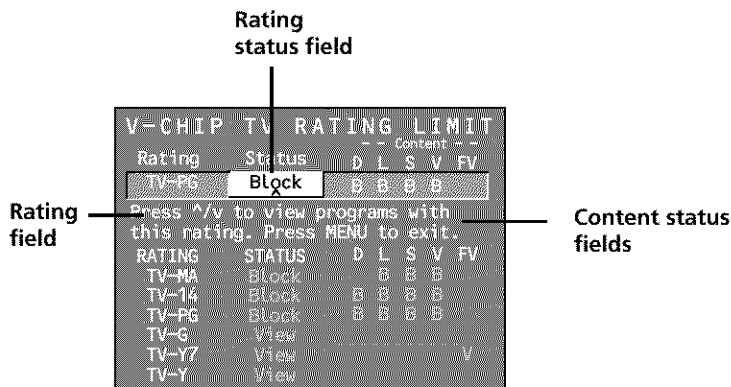 Rating
status field
V-CHIP TV RATING LIMIT
-- Content --
Rating Status D L S V FV
TV-PG Block B B B B
^
Rating
field
Press ^/v to view programs with
this rating. Press MENU to exit.
Content status
fields
RATING STATUS D L S V FV
TV-MA Block B B B
TV-14 Block B B B B
TV-PG Block B B B B
TV-G View
TV-Y7 View V
TV-Y View